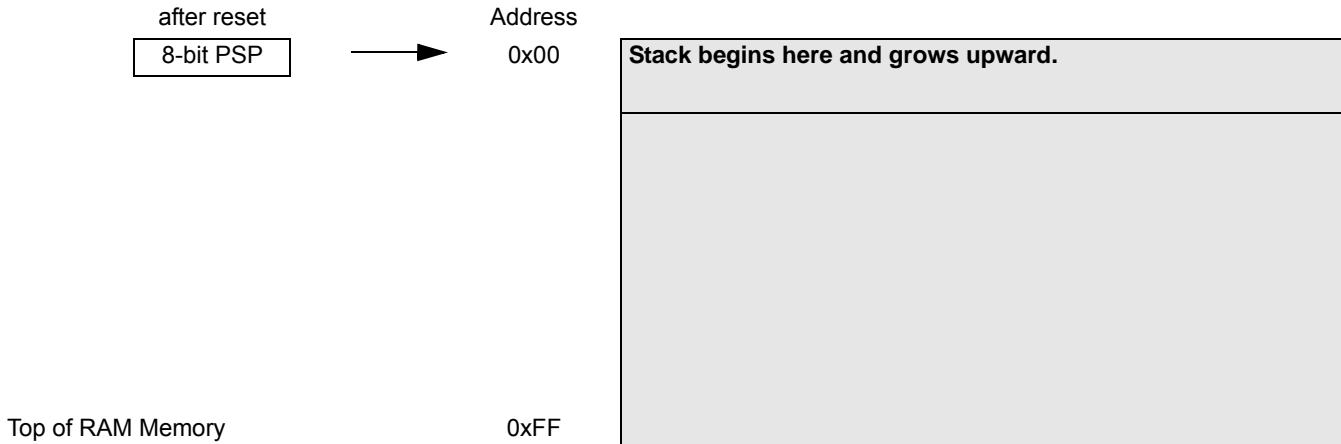 after reset
Address
8-bit PSP
0x00
Stack begins here and grows upward.
Top of RAM Memory
0xFF